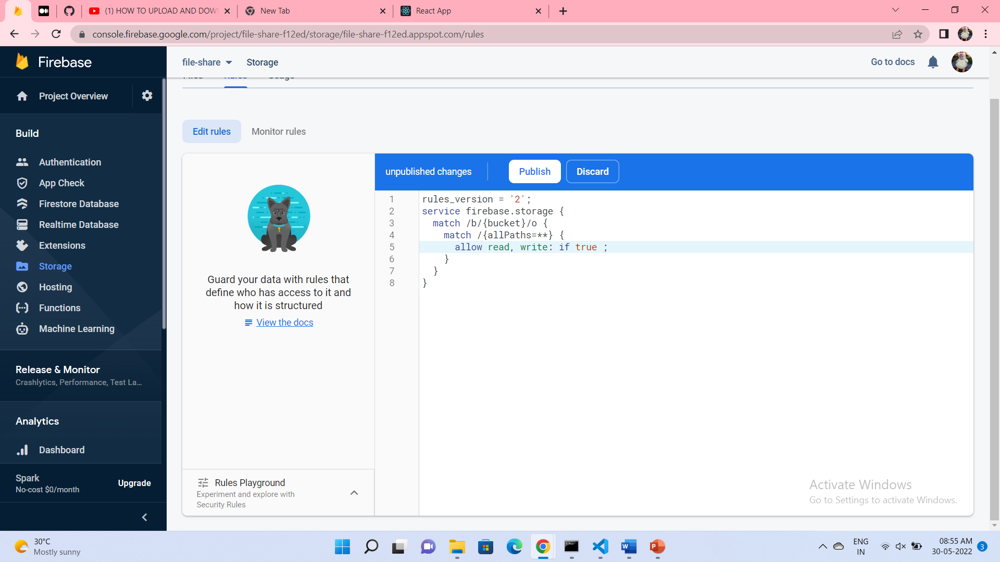 (1) HOW TO UPLOAD AND DOW
New Tab
React App
console.firebase.google.com/project/file-share-f12ed/storage/file-share-f12ed.appspot.com/rules
Firebase
file-share
Storage
Go to docs
Files
Rules
Usage
Project Overview
Edit rules
Monitor rules
Build
Authentication
App Check
Firestore Database
Realtime Database
Extensions
Storage
Hosting
Functions
Machine Learning
Release & Monitor
Crashlytics, Performance, Test La...
Analytics
Dashboard
Spark
No-cost $0/month
Upgrade
Guard your data with rules that
define who has access to it and
how it is structured
View the docs
Rules Playground
Experiment and explore with
Security Rules
unpublished changes
Publish
Discard
1 rules_version = '2';
2 service firebase.storage {
3 match /b/{bucket}/o {
4 match /{allPaths=**} {
5 allow read, write: if true ;
6 }
7 }
8 }
Activate Windows
Go to Settings to activate Windows.
30°C
Mostly sunny
ENG
IN
08:55 AM
30-05-2022
3